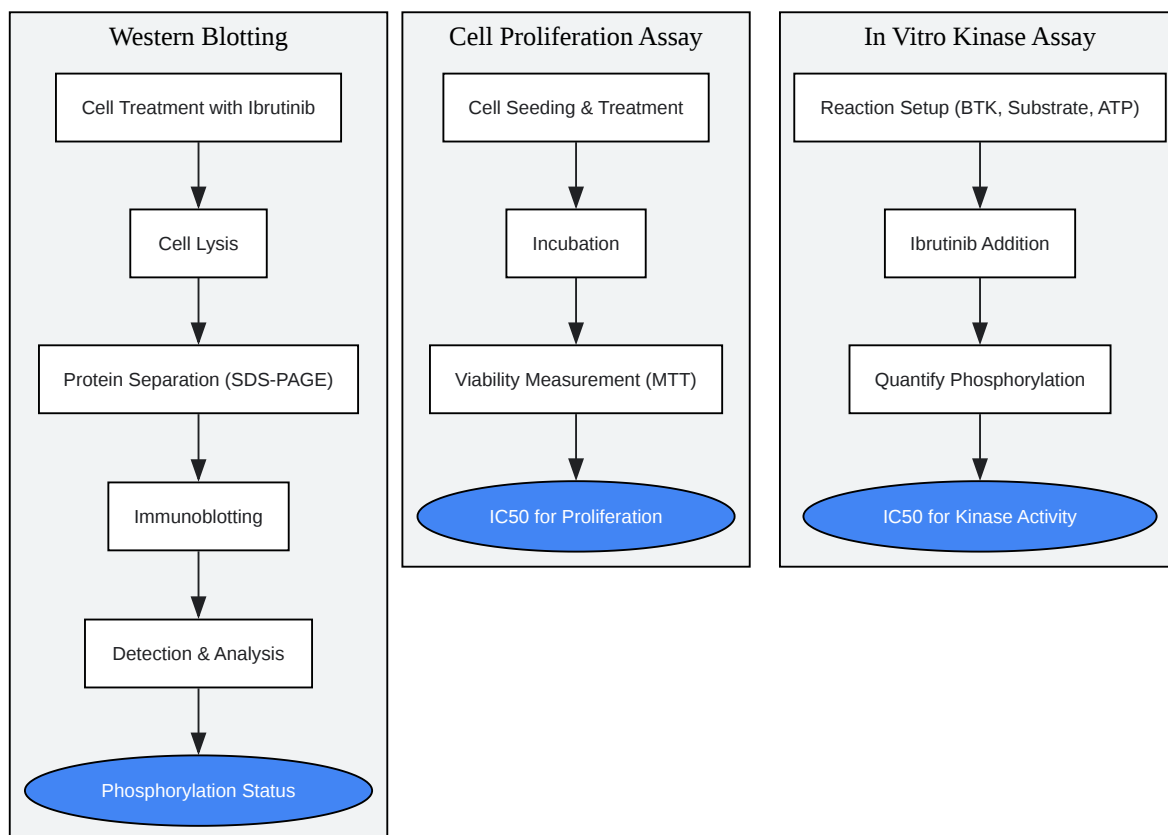 Western Blotting
Cell Treatment with Ibrutinib
Cell Lysis
Protein Separation (SDS-PAGE)
Immunoblotting
Detection & Analysis
Phosphorylation Status
Cell Proliferation Assay
Cell Seeding & Treatment
Incubation
Viability Measurement (MTT)
IC50 for Proliferation
In Vitro Kinase Assay
Reaction Setup (BTK, Substrate, ATP)
Ibrutinib Addition
Quantify Phosphorylation
IC50 for Kinase Activity